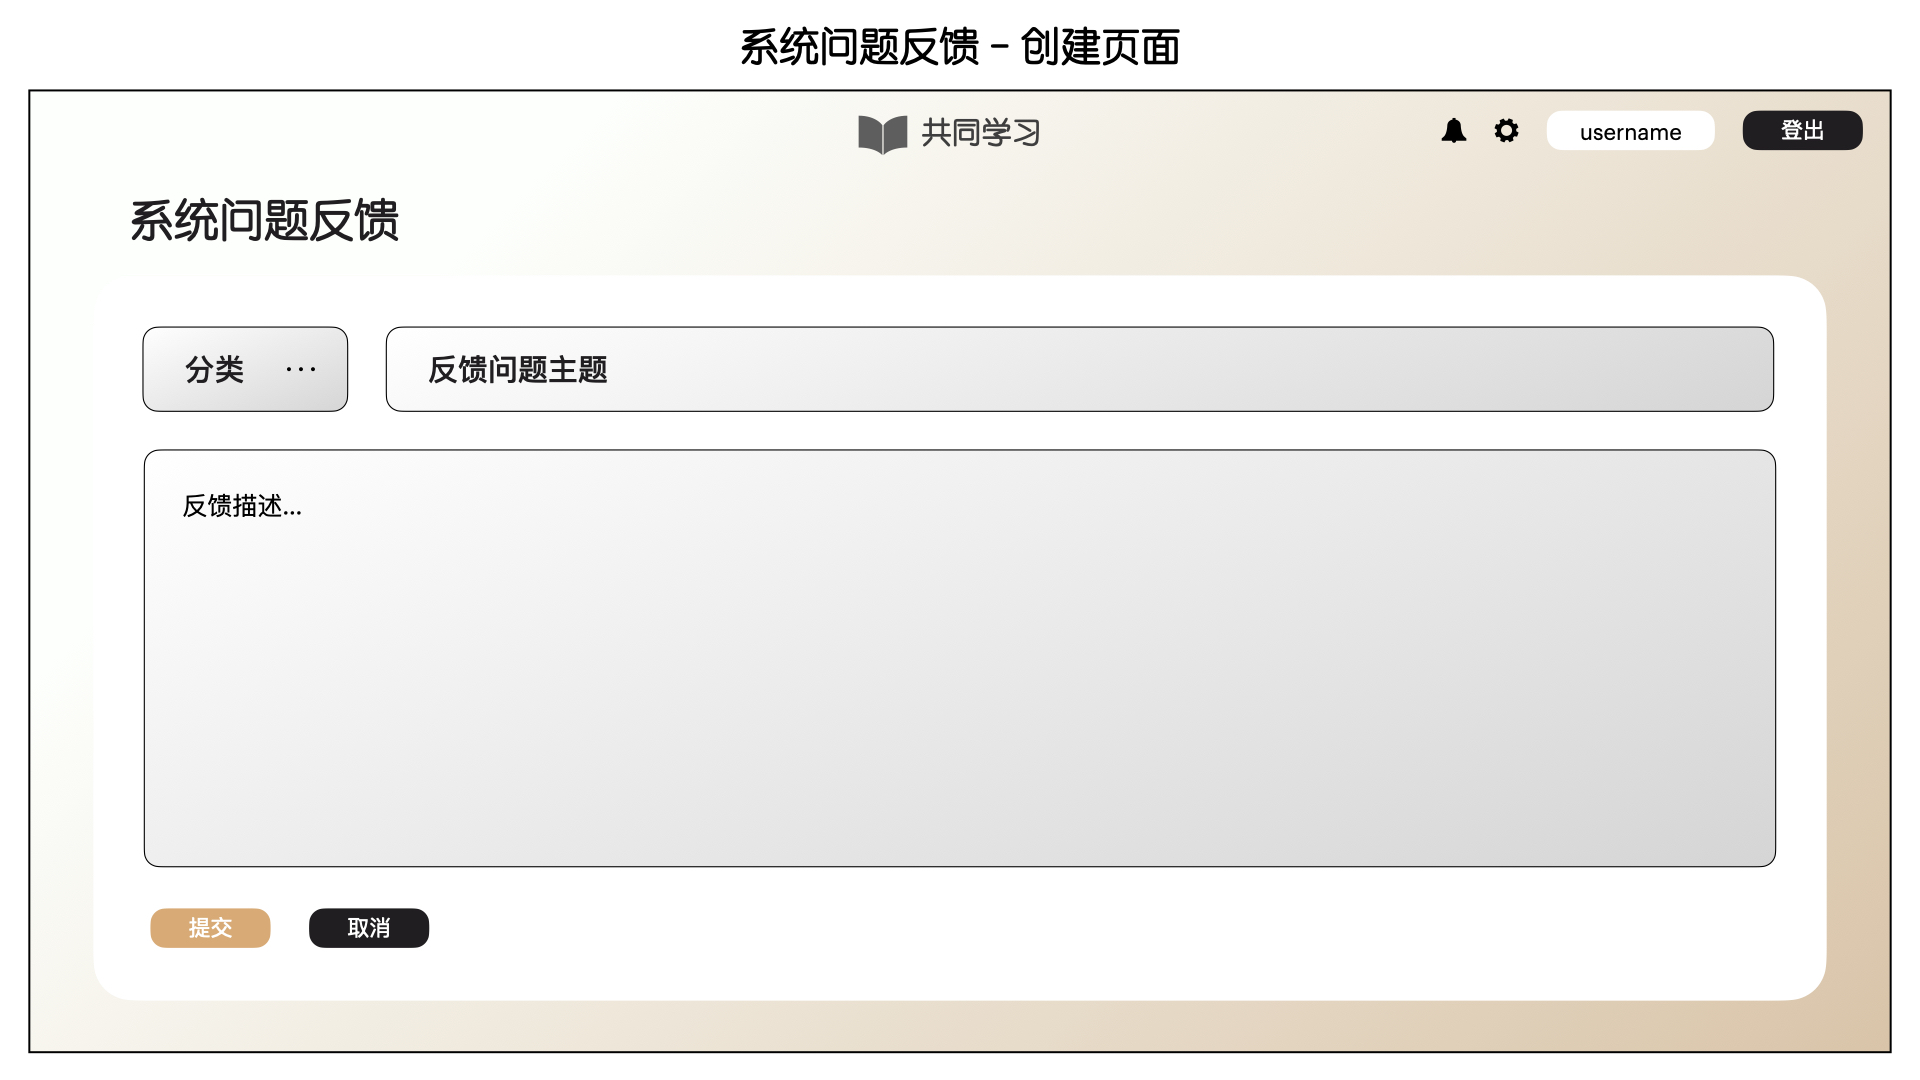 系统问题反馈 - 创建页面
共同学习
username
登出
系统问题反馈
分类 ...
反馈问题主题
反馈描述...
提交
取消